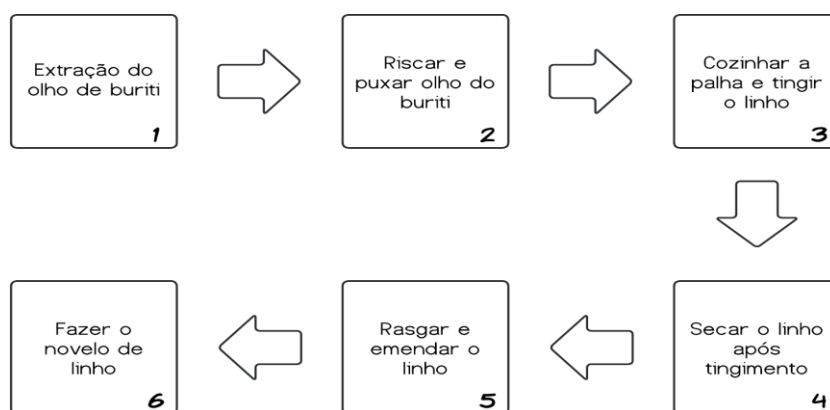 Extração do
olho de buriti
1
Riscar e
puxar olho do
buriti
2
Cozinhar a
palha e tingir
o linho
3
Secar o linho
após
tingimento
4
Rasgar e
emendar o
linho
5
Fazer o
novelo de
linho
6